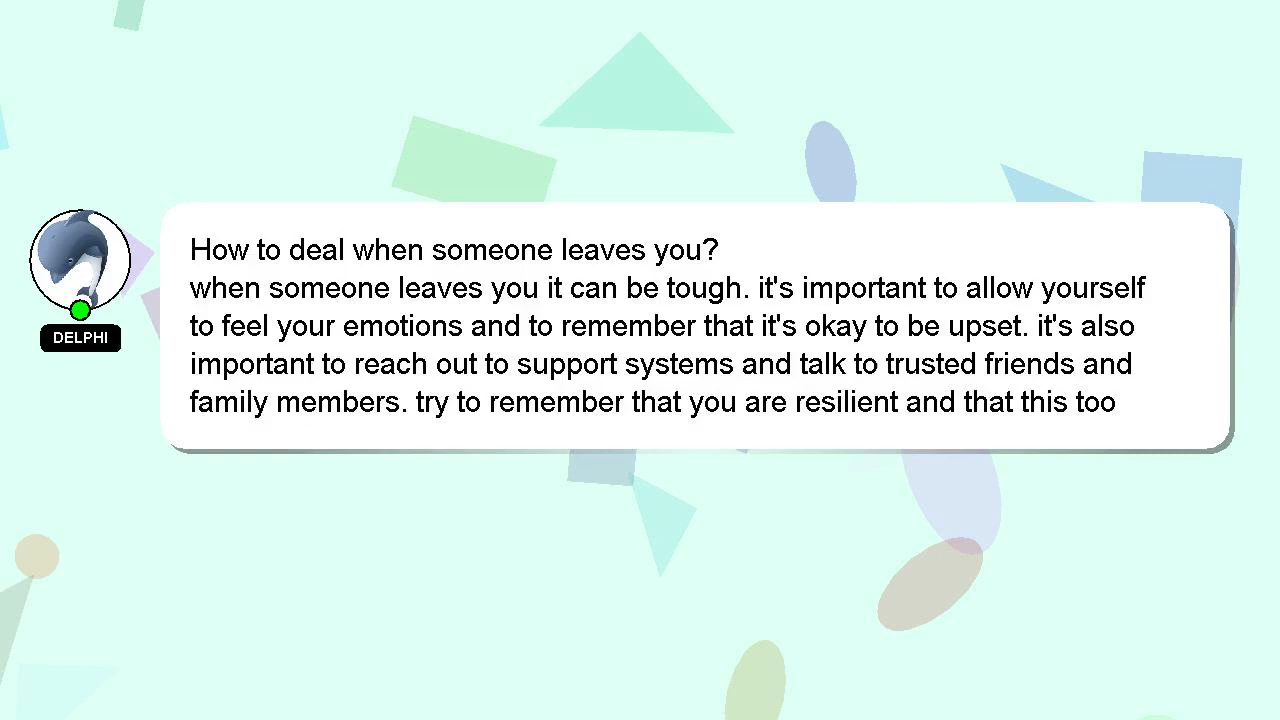 How to deal when someone leaves you?
when someone leaves you it can be tough. it's important to allow yourself
to feel your emotions and to remember that it's okay to be upset. it's also
important to reach out to support systems and talk to trusted friends and
family members. try to remember that you are resilient and that this too
DELPHI